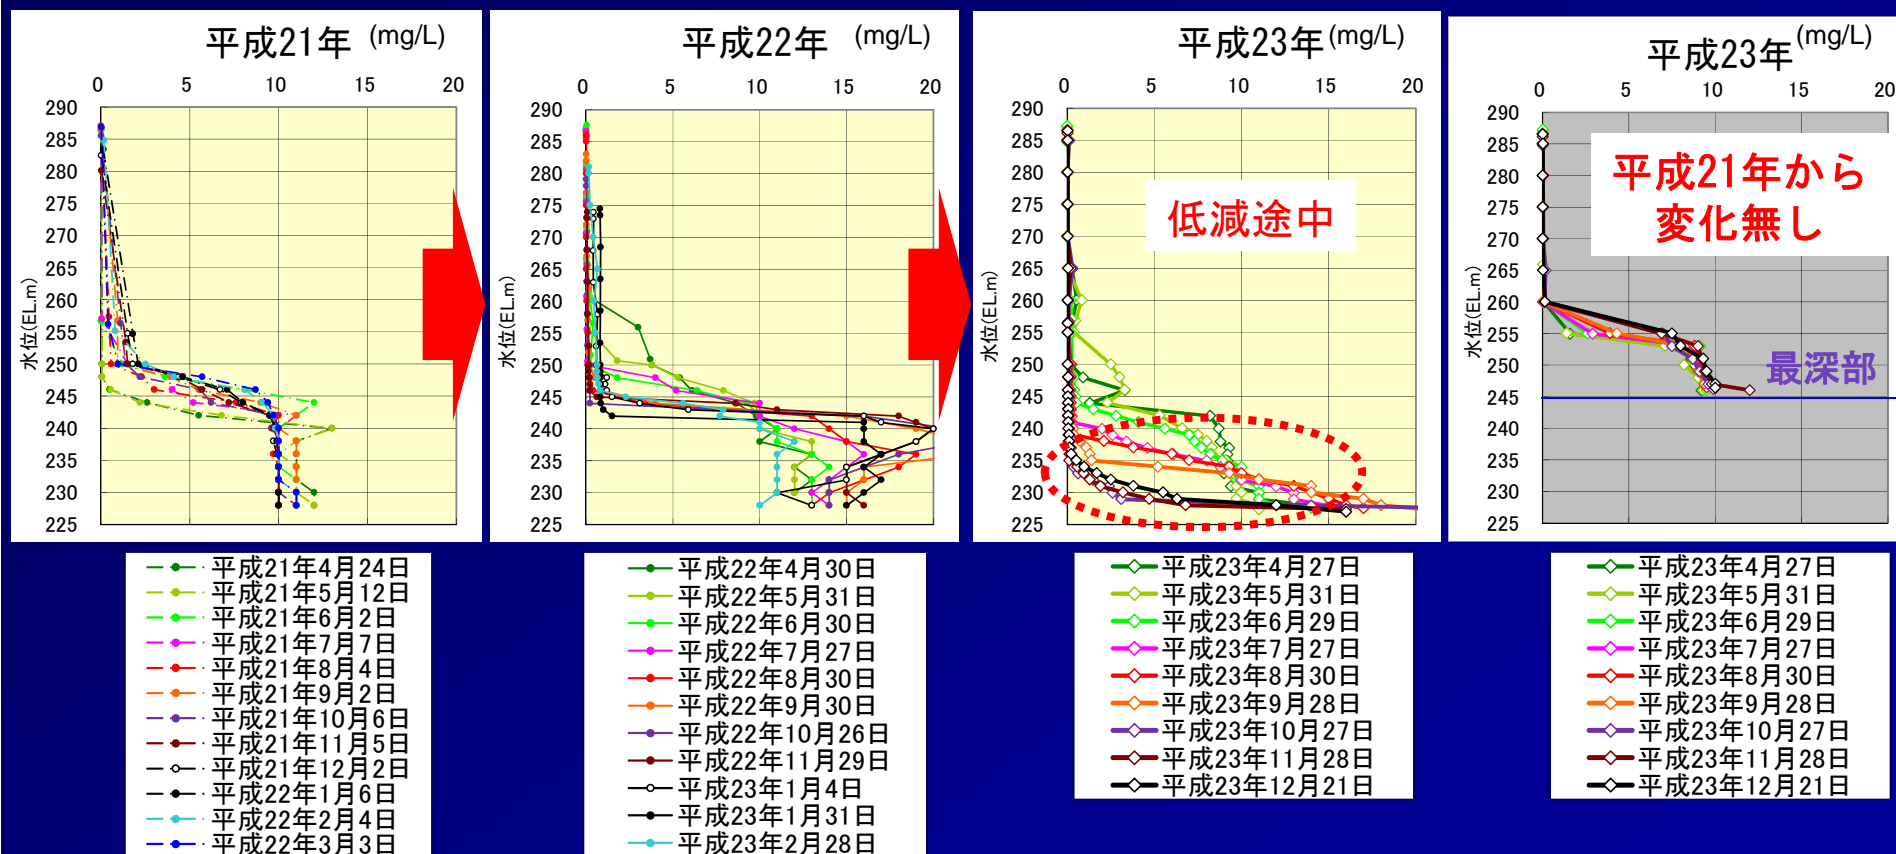 平成21年 (mg/L)
0 5 10 15 20
290
285
280
275
270
265
260
255
250
245
240
235
230
225
水位(EL.m)
平成21年4月24日
平成21年5月12日
平成21年6月2日
平成21年7月7日
平成21年8月4日
平成21年9月2日
平成21年10月6日
平成21年11月5日
平成21年12月2日
平成22年1月6日
平成22年2月4日
平成22年3月3日
平成22年 (mg/L)
0 5 10 15 20
290
285
280
275
270
265
260
255
250
245
240
235
230
225
水位(EL.m)
平成22年4月30日
平成22年5月31日
平成22年6月30日
平成22年7月27日
平成22年8月30日
平成22年9月30日
平成22年10月26日
平成22年11月29日
平成23年1月4日
平成23年1月31日
平成23年2月28日
平成23年 (mg/L)
0 5 10 15 20
290
285
280
275
270
265
260
255
250
245
240
235
230
225
水位(EL.m)
低減途中
平成23年4月27日
平成23年5月31日
平成23年6月29日
平成23年7月27日
平成23年8月30日
平成23年9月28日
平成23年10月27日
平成23年11月28日
平成23年12月21日
平成23年 (mg/L)
0 5 10 15 20
290
285
280
275
270
265
260
255
250
245
240
235
230
225
水位(EL.m)
平成21年から
変化無し
最深部
平成23年4月27日
平成23年5月31日
平成23年6月29日
平成23年7月27日
平成23年8月30日
平成23年9月28日
平成23年10月27日
平成23年11月28日
平成23年12月21日